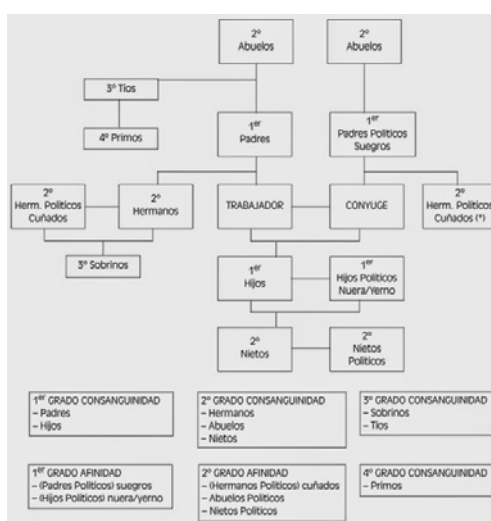 2º
Abuelos
2º
Abuelos
3º Tíos
4º Primos
1er
Padres
1er
Padres Políticos
Suegros
2º
Herm. Políticos
Cuñados
2º
Hermanos
TRABAJADOR
CONYUGE
2º
Herm. Políticos
Cuñados (*)
3º Sobrinos
1er
Hijos
1er
Hijos Políticos
Nuera/Yerno
2º
Nietos
2º
Nietos
Políticos
1er GRADO CONSANGUINIDAD
– Padres
– Hijos
2º GRADO CONSANGUINIDAD
– Hermanos
– Abuelos
– Nietos
3º GRADO CONSANGUINIDAD
– Sobrinos
– Tíos
1er GRADO AFINIDAD
– (Padres Políticos) suegros
– (Hijos Políticos) nuera/yerno
2º GRADO AFINIDAD
– (Hermanos Políticos) cuñados
– Abuelos Políticos
– Nietos Políticos
4º GRADO CONSANGUINIDAD
– Primos